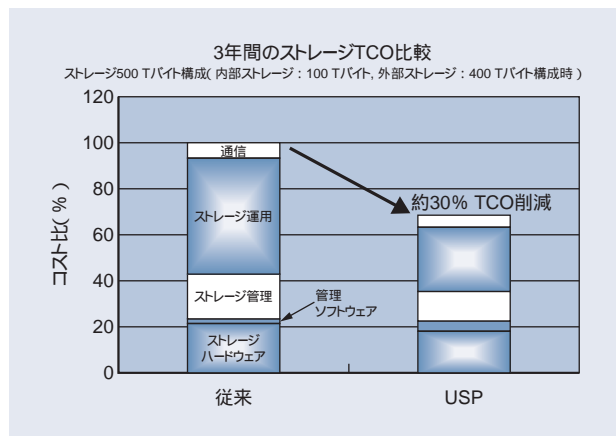 3年間のストレージTCO比較
ストレージ500 Tバイト構成( 内部ストレージ : 100 Tバイト, 外部ストレージ : 400 Tバイト構成時 )
コスト比( % )
120
100
80
60
40
20
0
通信
ストレージ運用
ストレージ管理
管理
ソフトウェア
ストレージ
ハードウェア
約30% TCO削減
従来
USP